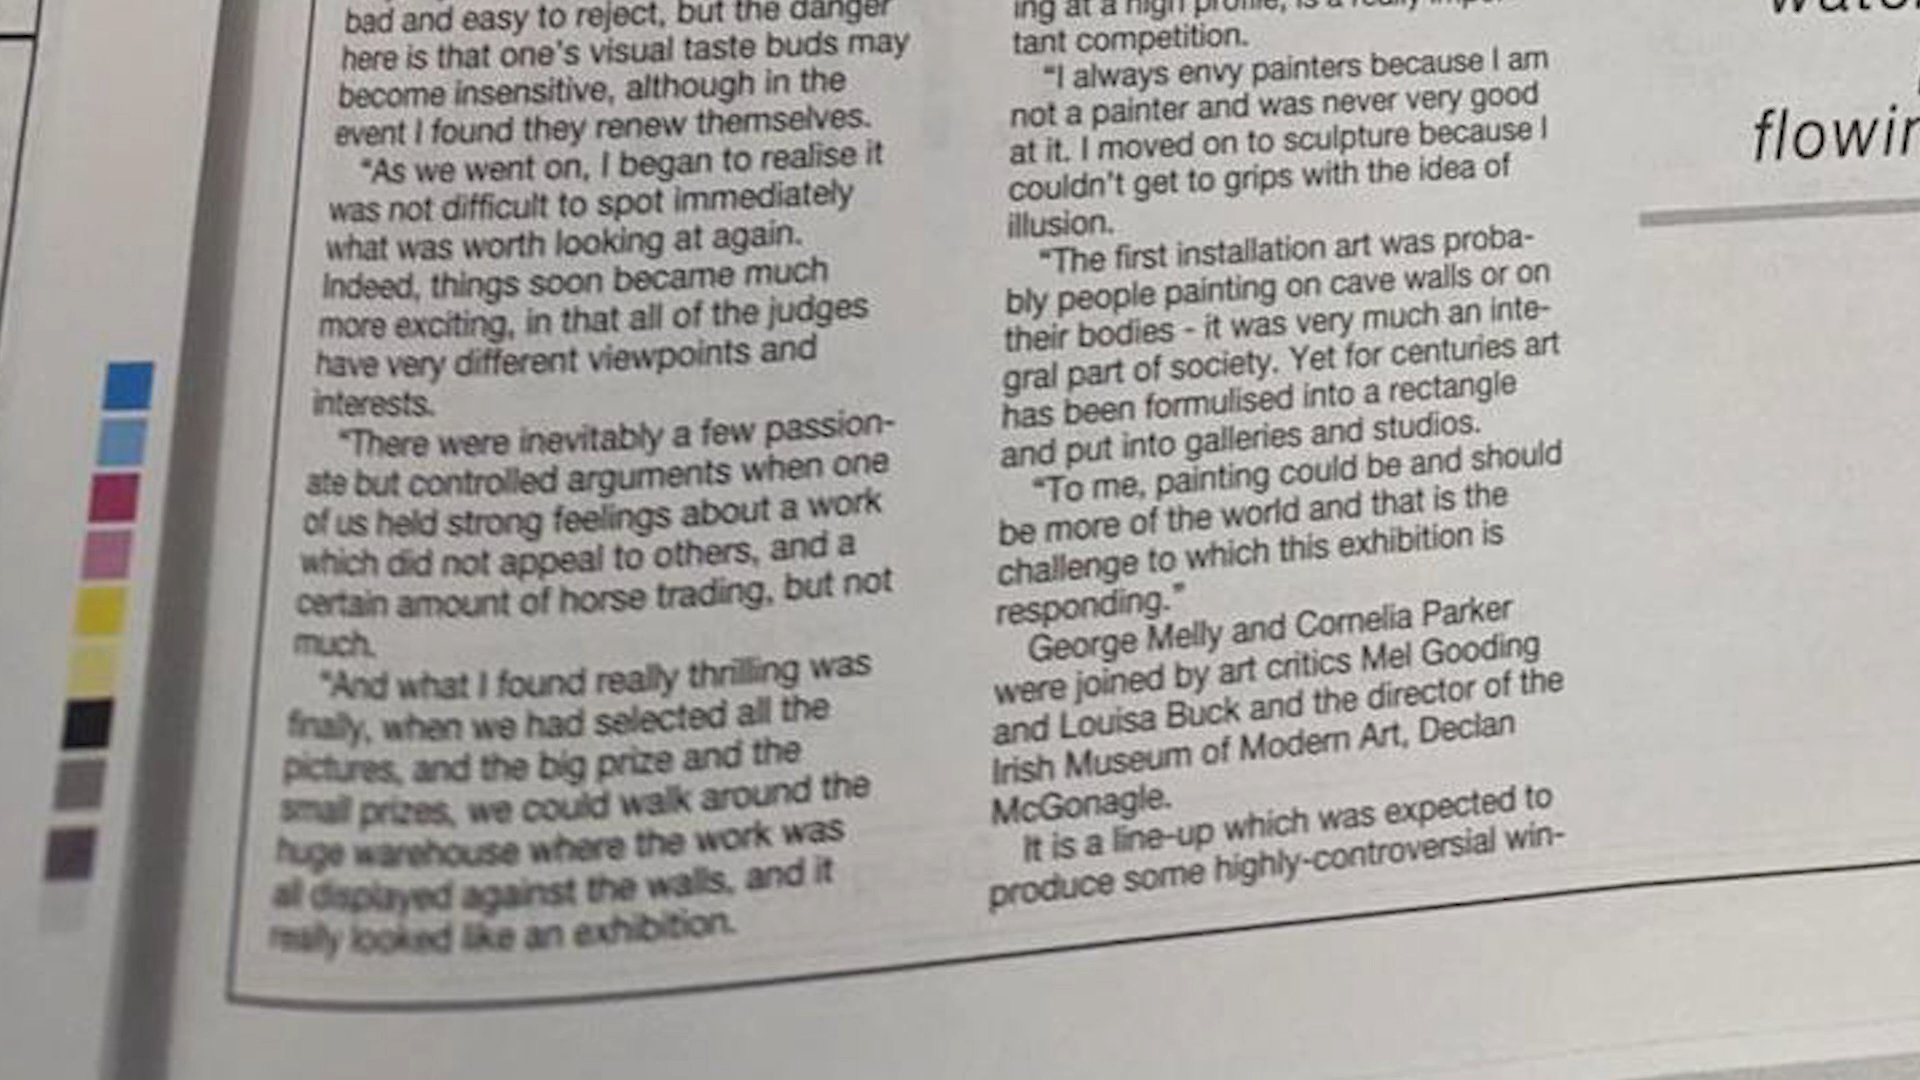 bad and easy to reject, but the danger
here is that one's visual taste buds may
become insensitive, although in the
event I found they renew themselves.
"As we went on, I began to realise it
was not difficult to spot immediately
what was worth looking at again.
Indeed, things soon became much
more exciting, in that all of the judges
have very different viewpoints and
interests.
"There were inevitably a few passion-
ate but controlled arguments when one
of us held strong feelings about a work
which did not appeal to others, and a
certain amount of horse trading, but not
much.
"And what I found really thrilling was
finally, when we had selected all the
pictures, and the big prize and the
small prizes, we could walk around the
huge warehouse where the work was
all displayed against the walls, and it
really looked like an exhibition.
ing at a high profile, is a really impor-
tant competition.
"I always envy painters because I am
not a painter and was never very good
at it. I moved on to sculpture because I
couldn't get to grips with the idea of
illusion.
"The first installation art was proba-
bly people painting on cave walls or on
their bodies - it was very much an inte-
gral part of society. Yet for centuries art
has been formulised into a rectangle
and put into galleries and studios.
"To me, painting could be and should
be more of the world and that is the
challenge to which this exhibition is
responding."
George Melly and Cornelia Parker
were joined by art critics Mel Gooding
and Louisa Buck and the director of the
Irish Museum of Modern Art, Declan
McGonagle.
It is a line-up which was expected to
produce some highly-controversial win-
flowin